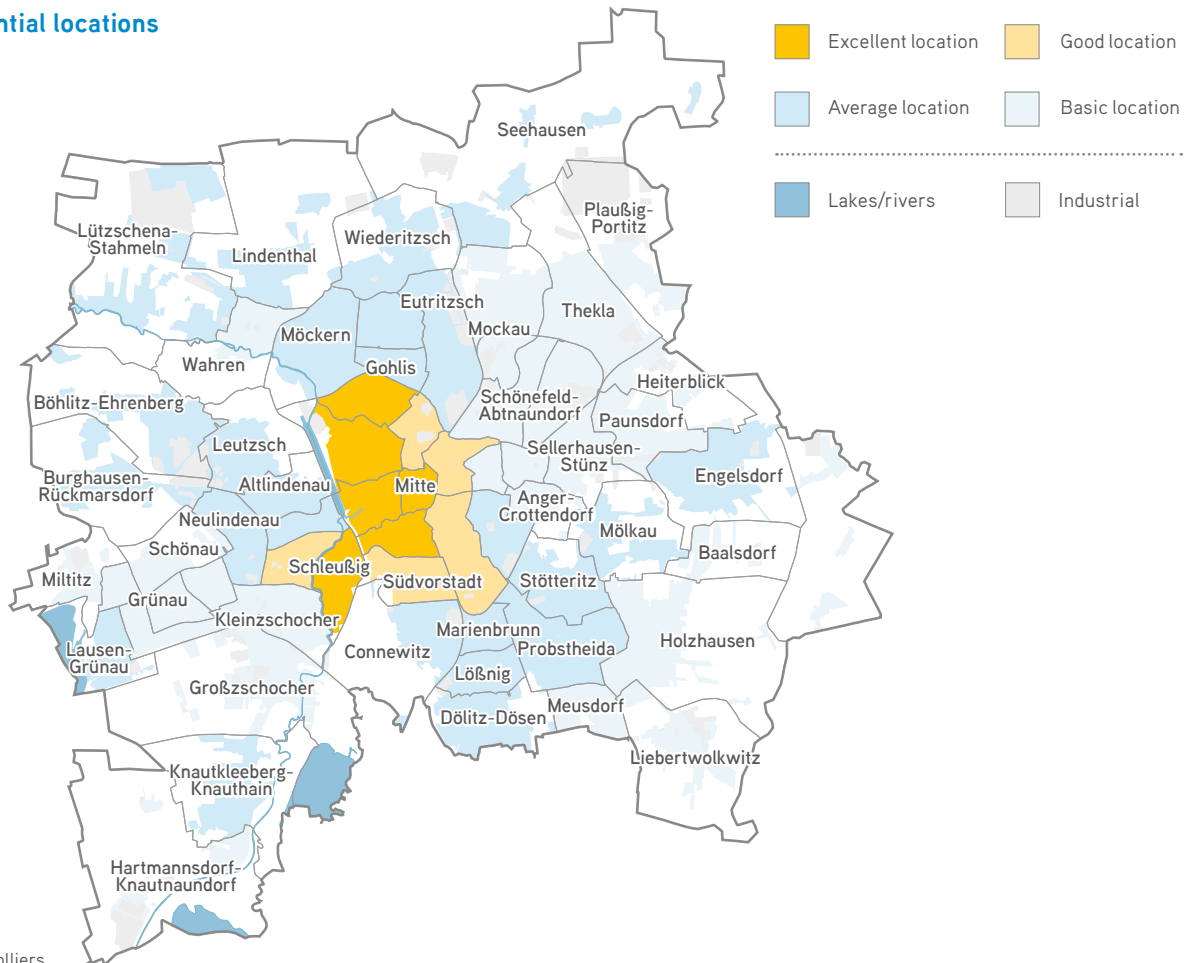 ntial locations
Excellent location
Good location
Average location
Basic location
Lakes/rivers
Industrial
Seehausen
Plaußig-
Portitz
Lützschena-
Stahmeln
Wiederitzsch
Lindenthal
Eutritzsch
Thekla
Mockau
Möckern
Wahren
Gohlis
Heiterblick
Böhlitz-Ehrenberg
Schönefeld-
Abtnaundorf
Paunsdorf
Leutzsch
Sellerhausen-
Stünz
Engelsdorf
Burghausen-
Rückmarsdorf
Altlindenau
Mitte
Anger-
Crottendorf
Neulindenau
Mölkau
Schönau
Baalsdorf
Schleußig
Miltitz
Südvorstadt
Stötteritz
Grünau
Kleinzschocher
Marienbrunn
Probstheida
Holzhausen
Lausen-
Grünau
Connewitz
Lößnig
Großzschocher
Meusdorf
Dölitz-Dösen
Liebertwolkwitz
Knautkleeberg-
Knauthain
Hartmannsdorf-
Knautnaundorf
olliers